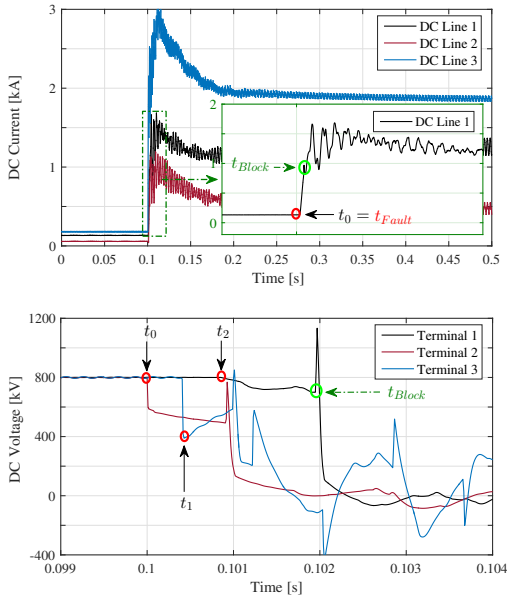 3
2
1
0
DC Current [kA]
DC Line 1
DC Line 2
DC Line 3
2
1
0
DC Line 1
t_Block
t_0 = t_Fault
0 0.05 0.1 0.15 0.2 0.25 0.3 0.35 0.4 0.45 0.5
Time [s]
1200
800
400
0
-400
DC Voltage [kV]
t_0
t_2
Terminal 1
Terminal 2
Terminal 3
t_Block
t_1
0.099 0.1 0.101 0.102 0.103 0.104
Time [s]